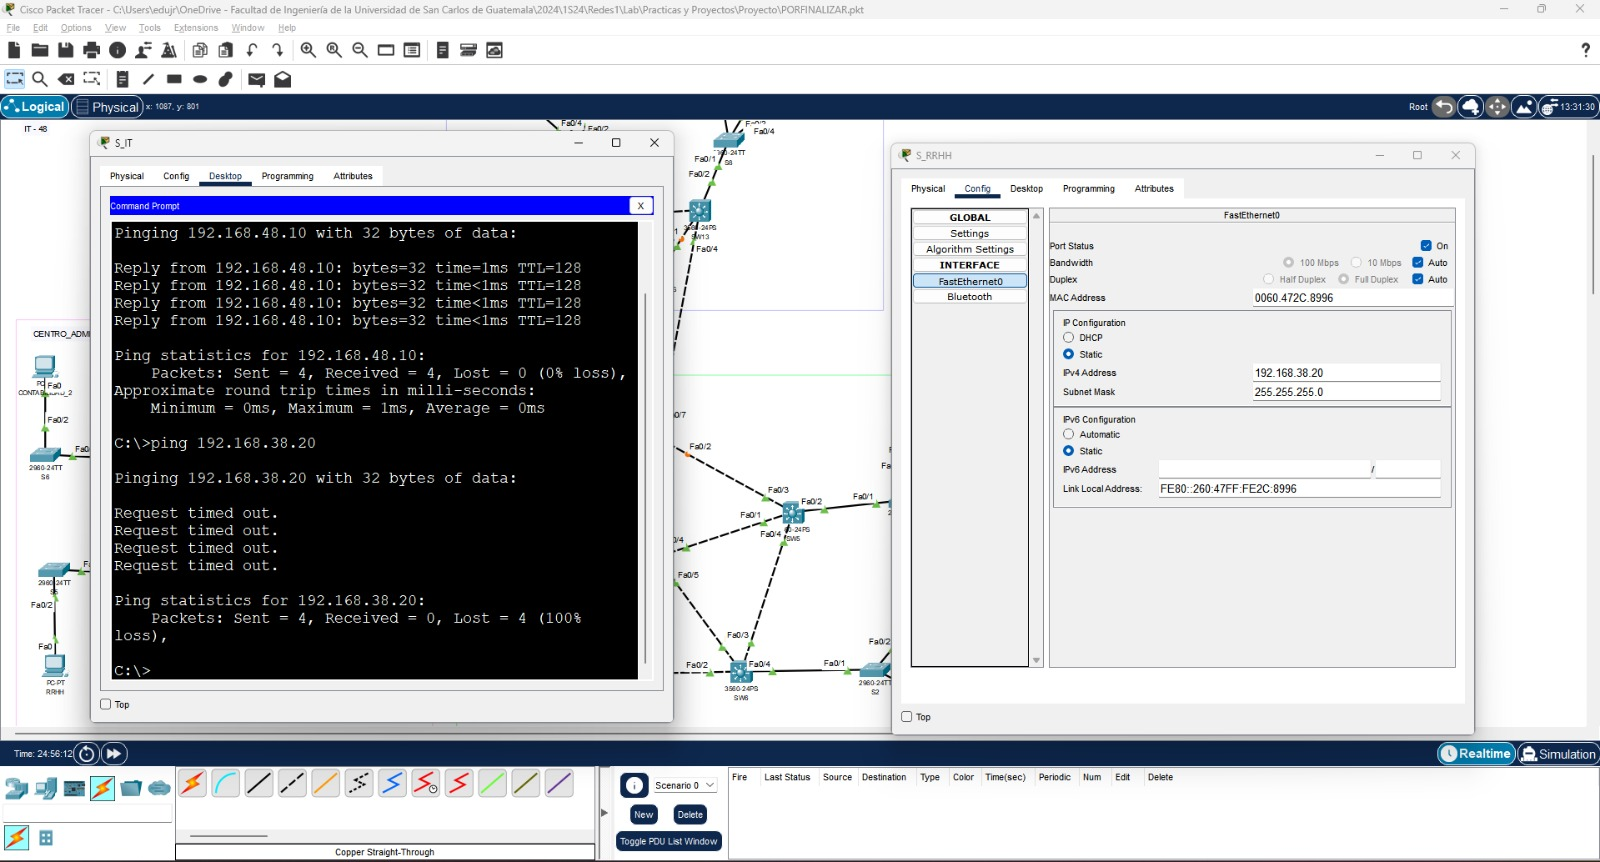 Cisco Packet Tracer - C:\Users\edujr\OneDrive - Facultad de Ingeniería de la Universidad de San Carlos de Guatemala\2024\1S24\Redes1\Lab\Practicas y Proyectos\Proyecto\PORFINALIZAR.pkt
File Edit Options View Tools Extensions Window Help
?
Logical Physical x: 1087, y: 801 Root 13:31:30
IT - 48
S_IT
Physical Config Desktop Programming Attributes
Command Prompt X
Pinging 192.168.48.10 with 32 bytes of data:
Reply from 192.168.48.10: bytes=32 time=1ms TTL=128
Reply from 192.168.48.10: bytes=32 time<1ms TTL=128
Reply from 192.168.48.10: bytes=32 time<1ms TTL=128
Reply from 192.168.48.10: bytes=32 time<1ms TTL=128
Ping statistics for 192.168.48.10:
Packets: Sent = 4, Received = 4, Lost = 0 (0% loss),
Approximate round trip times in milli-seconds:
Minimum = 0ms, Maximum = 1ms, Average = 0ms
C:\>ping 192.168.38.20
Pinging 192.168.38.20 with 32 bytes of data:
Request timed out.
Request timed out.
Request timed out.
Request timed out.
Ping statistics for 192.168.38.20:
Packets: Sent = 4, Received = 0, Lost = 4 (100%
loss),
C:\>
Top
CENTRO_ADMI
Fa0
Fa0/2
Fa0
2960-24TT
S6
Fa0/2
Fa0
PC-PT
RRHH
Fa0/4
Fa0/2
Fa0/4
S8
Fa0/1
Fa0/2
SW13
Fa0/4
Fa0/2
Fa0/3
Fa0/2
Fa0/1
Fa0/1
Fa0/4
SW5
Fa0/5
Fa0/3
Fa0/2
Fa0/2
Fa0/4
Fa0/1
3560-24PS
SW6
2960-24TT
S2
S_RRHH
Physical Config Desktop Programming Attributes
GLOBAL
Settings
Algorithm Settings
INTERFACE
FastEthernet0
Bluetooth
FastEthernet0
Port Status On
Bandwidth 100 Mbps 10 Mbps Auto
Duplex Half Duplex Full Duplex Auto
MAC Address 0060.472C.8996
IP Configuration
DHCP
Static
IPv4 Address 192.168.38.20
Subnet Mask 255.255.255.0
IPv6 Configuration
Automatic
Static
IPv6 Address /
Link Local Address: FE80::260:47FF:FE2C:8996
Top
Time: 24:56:12 Realtime Simulation
Scenario 0
New Delete
Toggle PDU List Window
Fire Last Status Source Destination Type Color Time(sec) Periodic Num Edit Delete
Copper Straight-Through